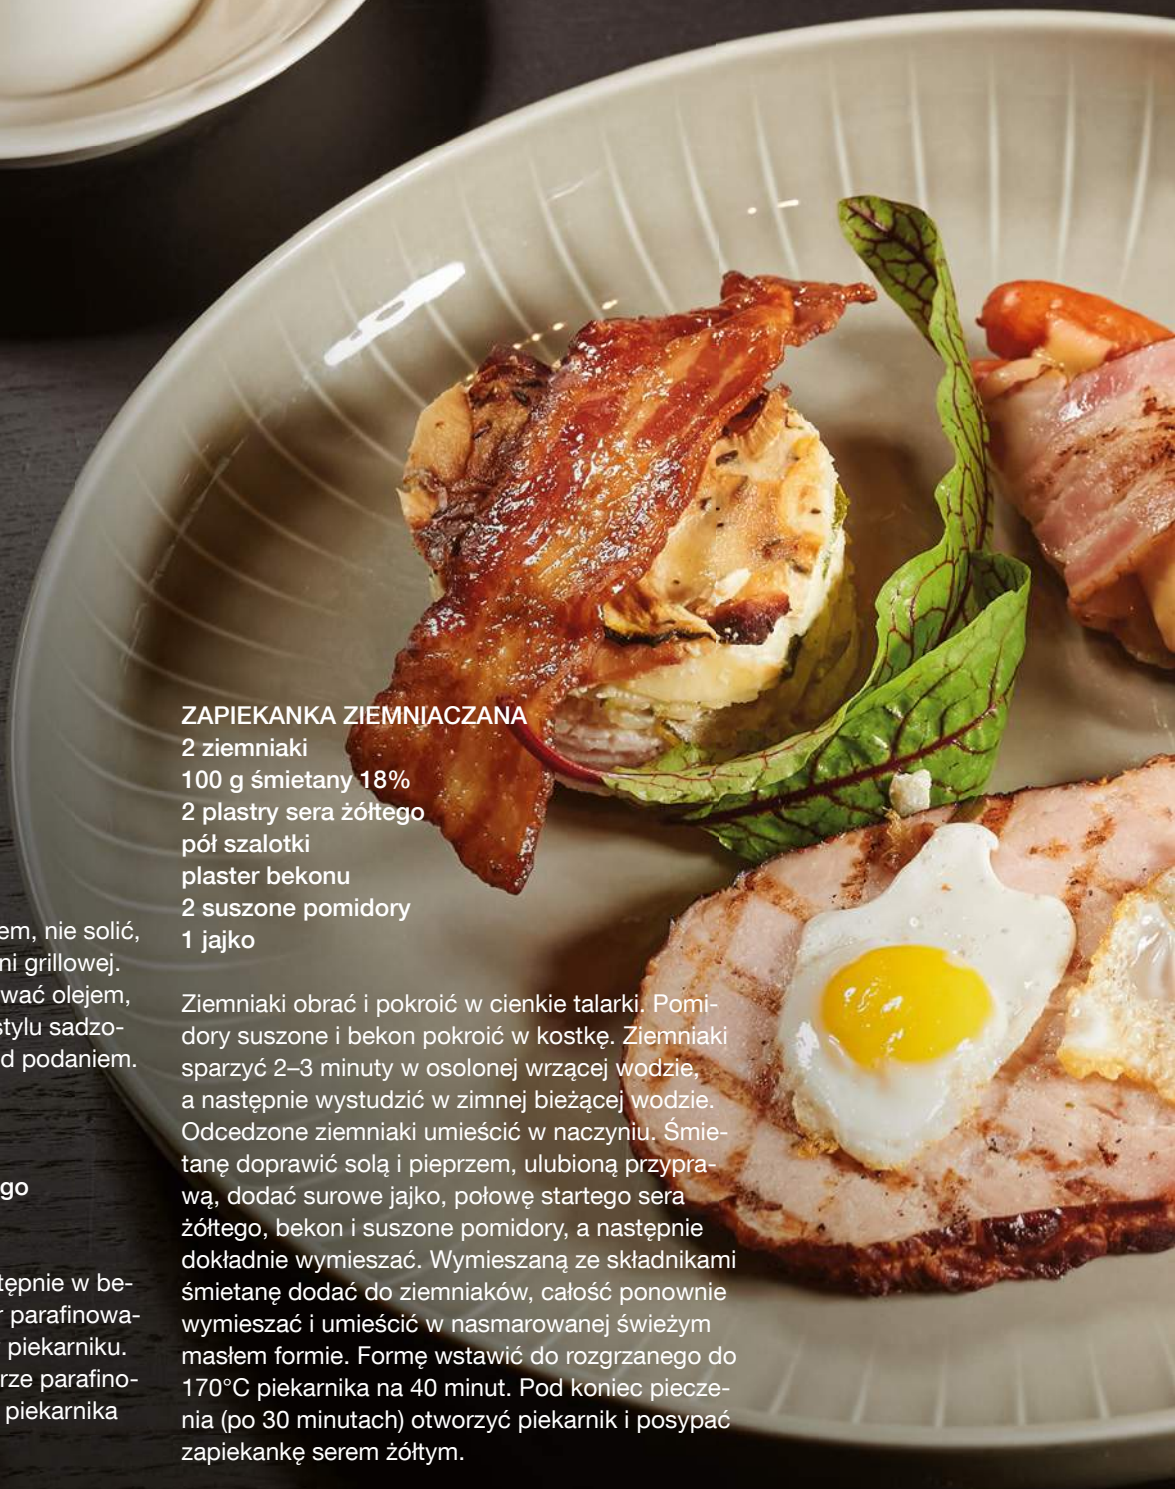 em, nie solić,
ni grillowej.
wać olejem,
stylu sadzo-
d podaniem.
go
tępnie w be-
r parafinowa-
piekarniku.
rze parafino-
piekarnika
ZAPIEKANKA ZIEMNIACZANA
2 ziemniaki
100 g śmietany 18%
2 plastry sera żółtego
pół szalotki
plaster bekonu
2 suszone pomidory
1 jajko
Ziemniaki obrać i pokroić w cienkie talarki. Pomi-
dory suszone i bekon pokroić w kostkę. Ziemniaki
sparzyć 2–3 minuty w osolonej wrzącej wodzie,
a następnie wystudzić w zimnej bieżącej wodzie.
Odcedzone ziemniaki umieścić w naczyniu. Śmie-
tanę doprawić solą i pieprzem, ulubioną przypra-
wą, dodać surowe jajko, połowę startego sera
żółtego, bekon i suszone pomidory, a następnie
dokładnie wymieszać. Wymieszaną ze składnikami
śmietanę dodać do ziemniaków, całość ponownie
wymieszać i umieścić w nasmarowanej świeżym
masłem formie. Formę wstawić do rozgrzanego do
170°C piekarnika na 40 minut. Pod koniec piecze-
nia (po 30 minutach) otworzyć piekarnik i posypać
zapiekankę serem żółtym.